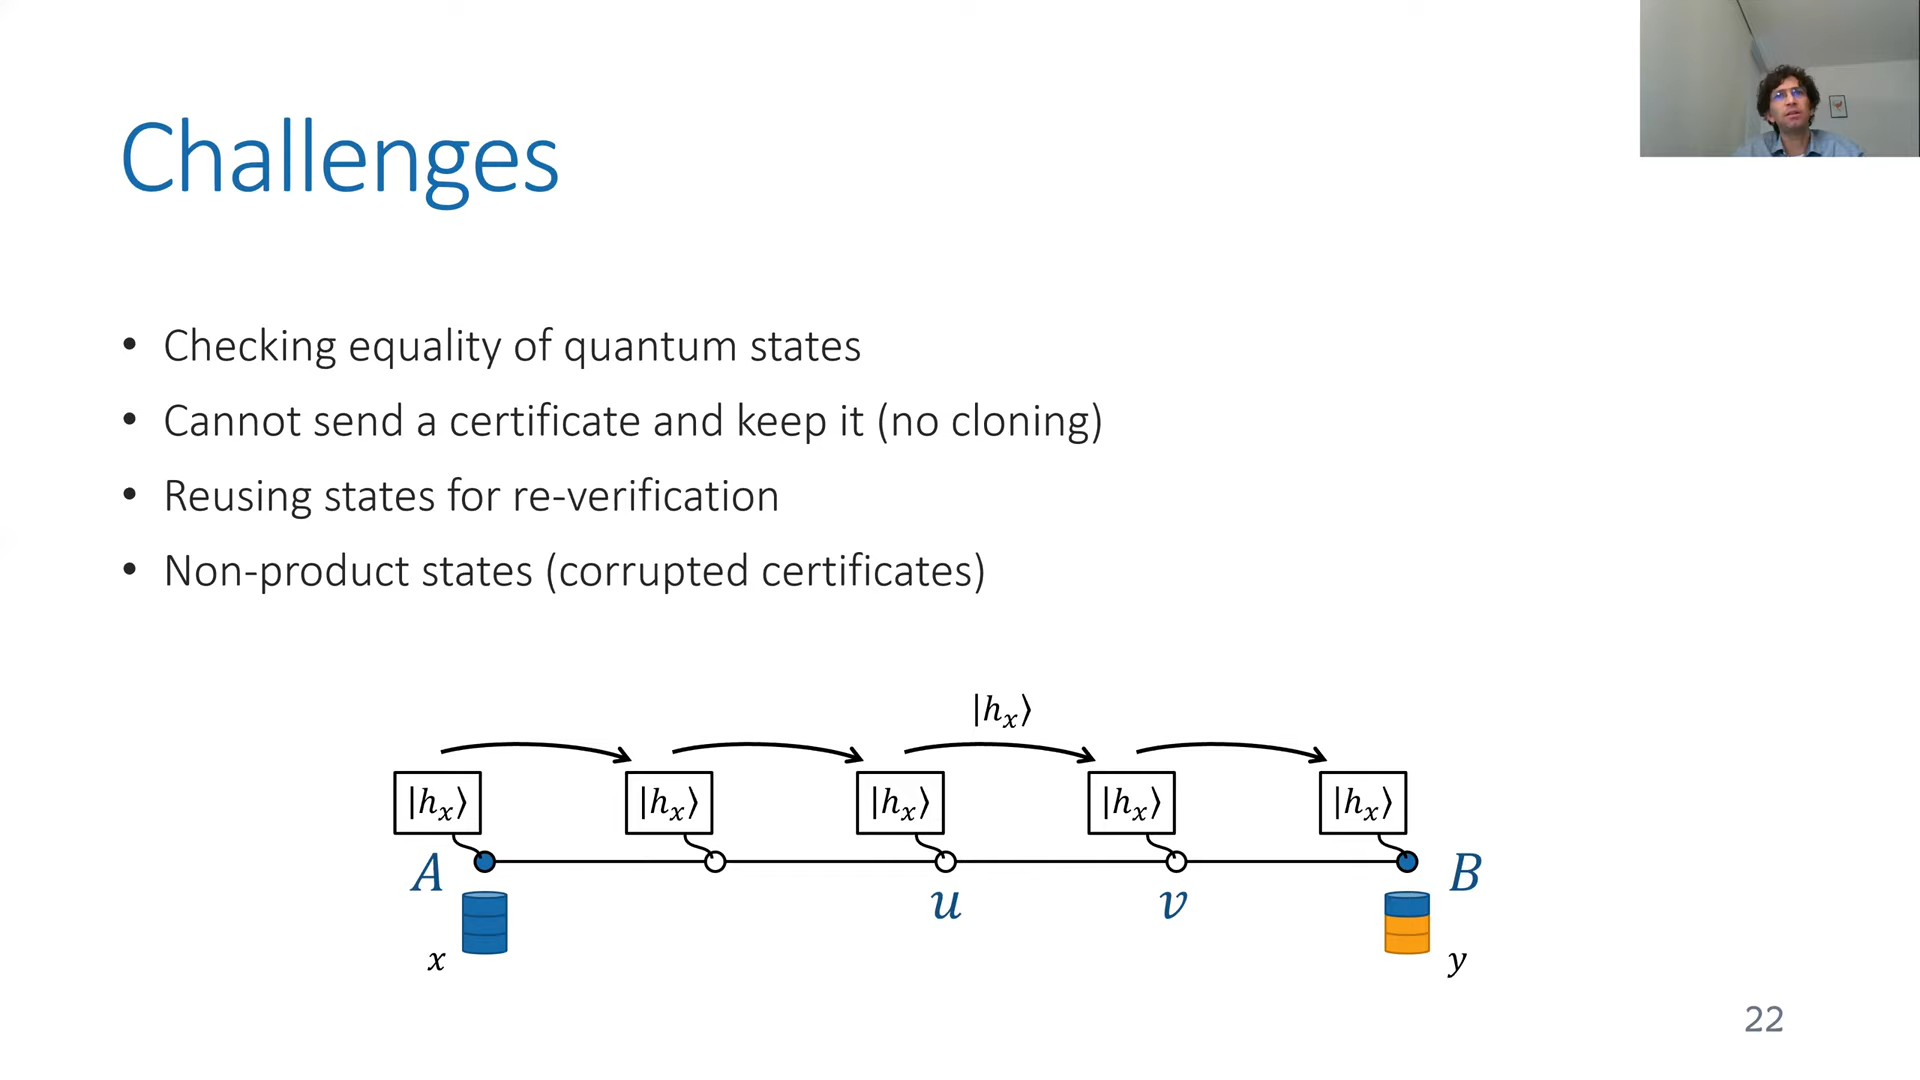 Challenges
• Checking equality of quantum states
• Cannot send a certificate and keep it (no cloning)
• Reusing states for re-verification
• Non-product states (corrupted certificates)
|hₓ⟩
|hₓ⟩ |hₓ⟩ |hₓ⟩ |hₓ⟩ |hₓ⟩
A B
u v
x y
22